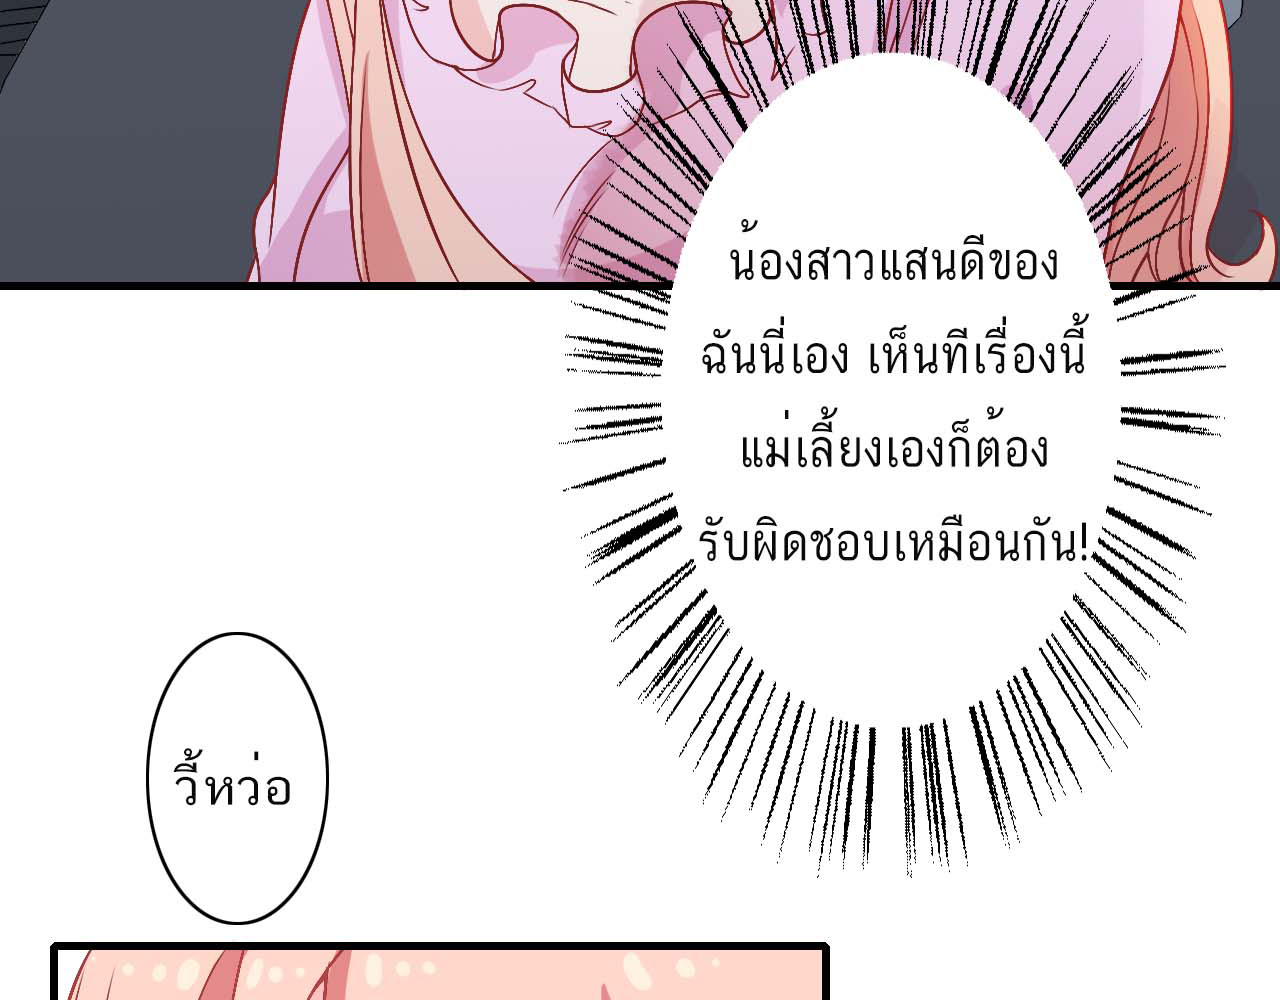 น้องสาวแสนดีของ
ฉันนี่เอง เห็นทีเรื่องนี้
แม่เลี้ยงเองก็ต้อง
รับผิดชอบเหมือนกัน!
วี้หว่อ